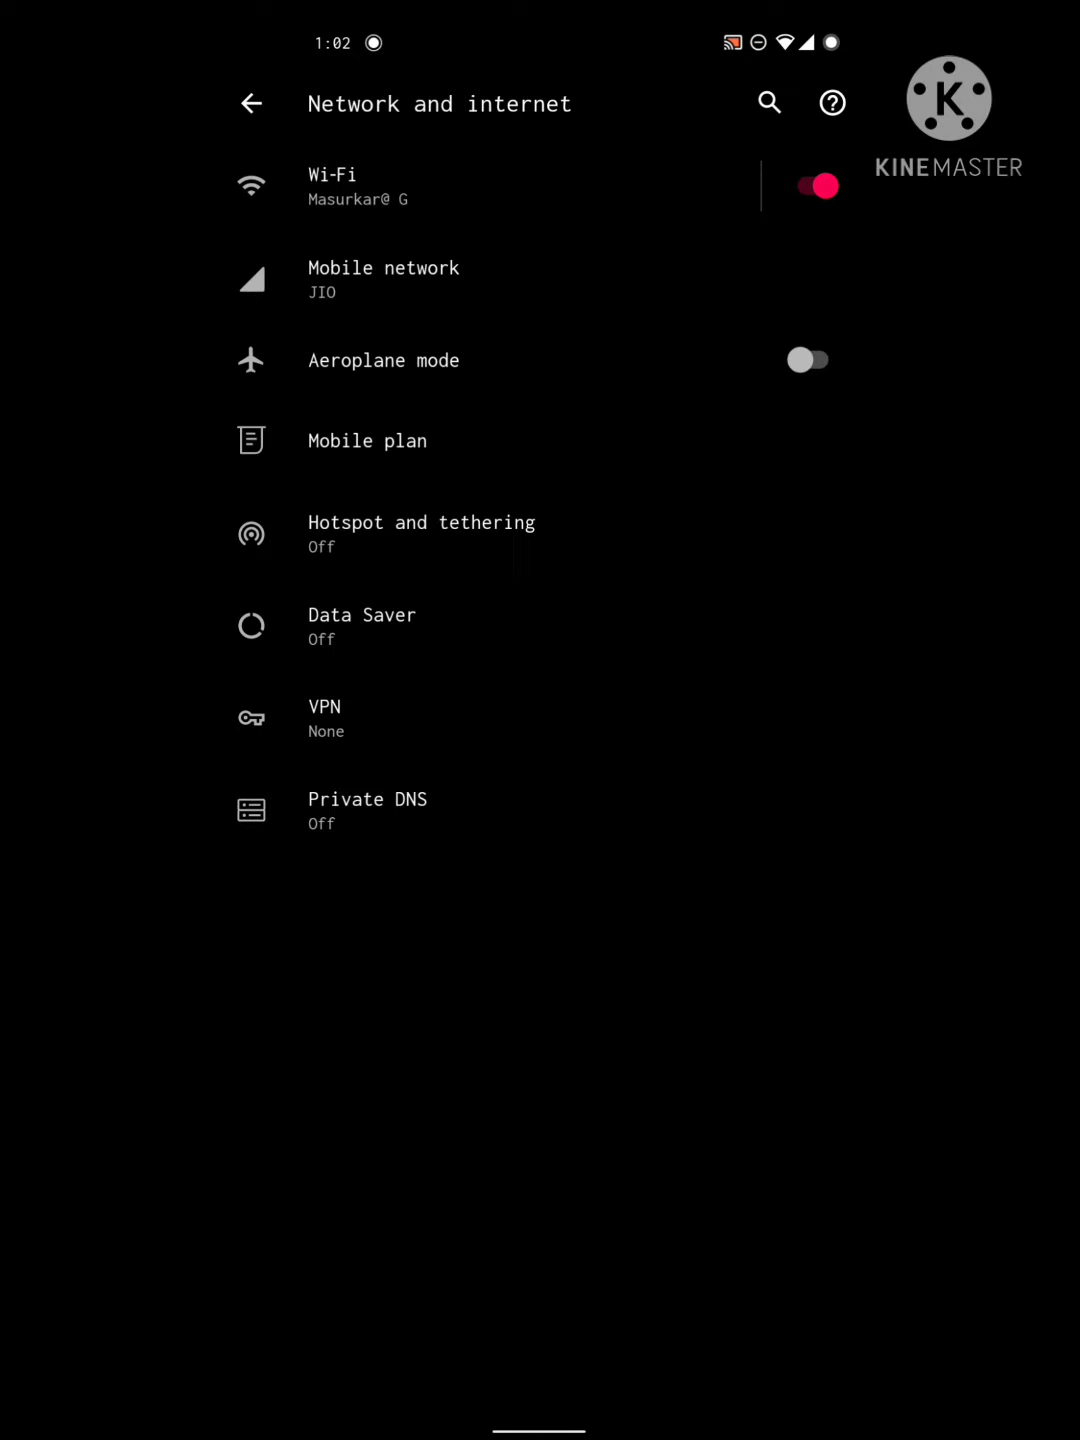 1:02
Network and internet
K
KINEMASTER
Wi-Fi
Masurkar@ G
Mobile network
JIO
Aeroplane mode
Mobile plan
Hotspot and tethering
Off
Data Saver
Off
VPN
None
Private DNS
Off